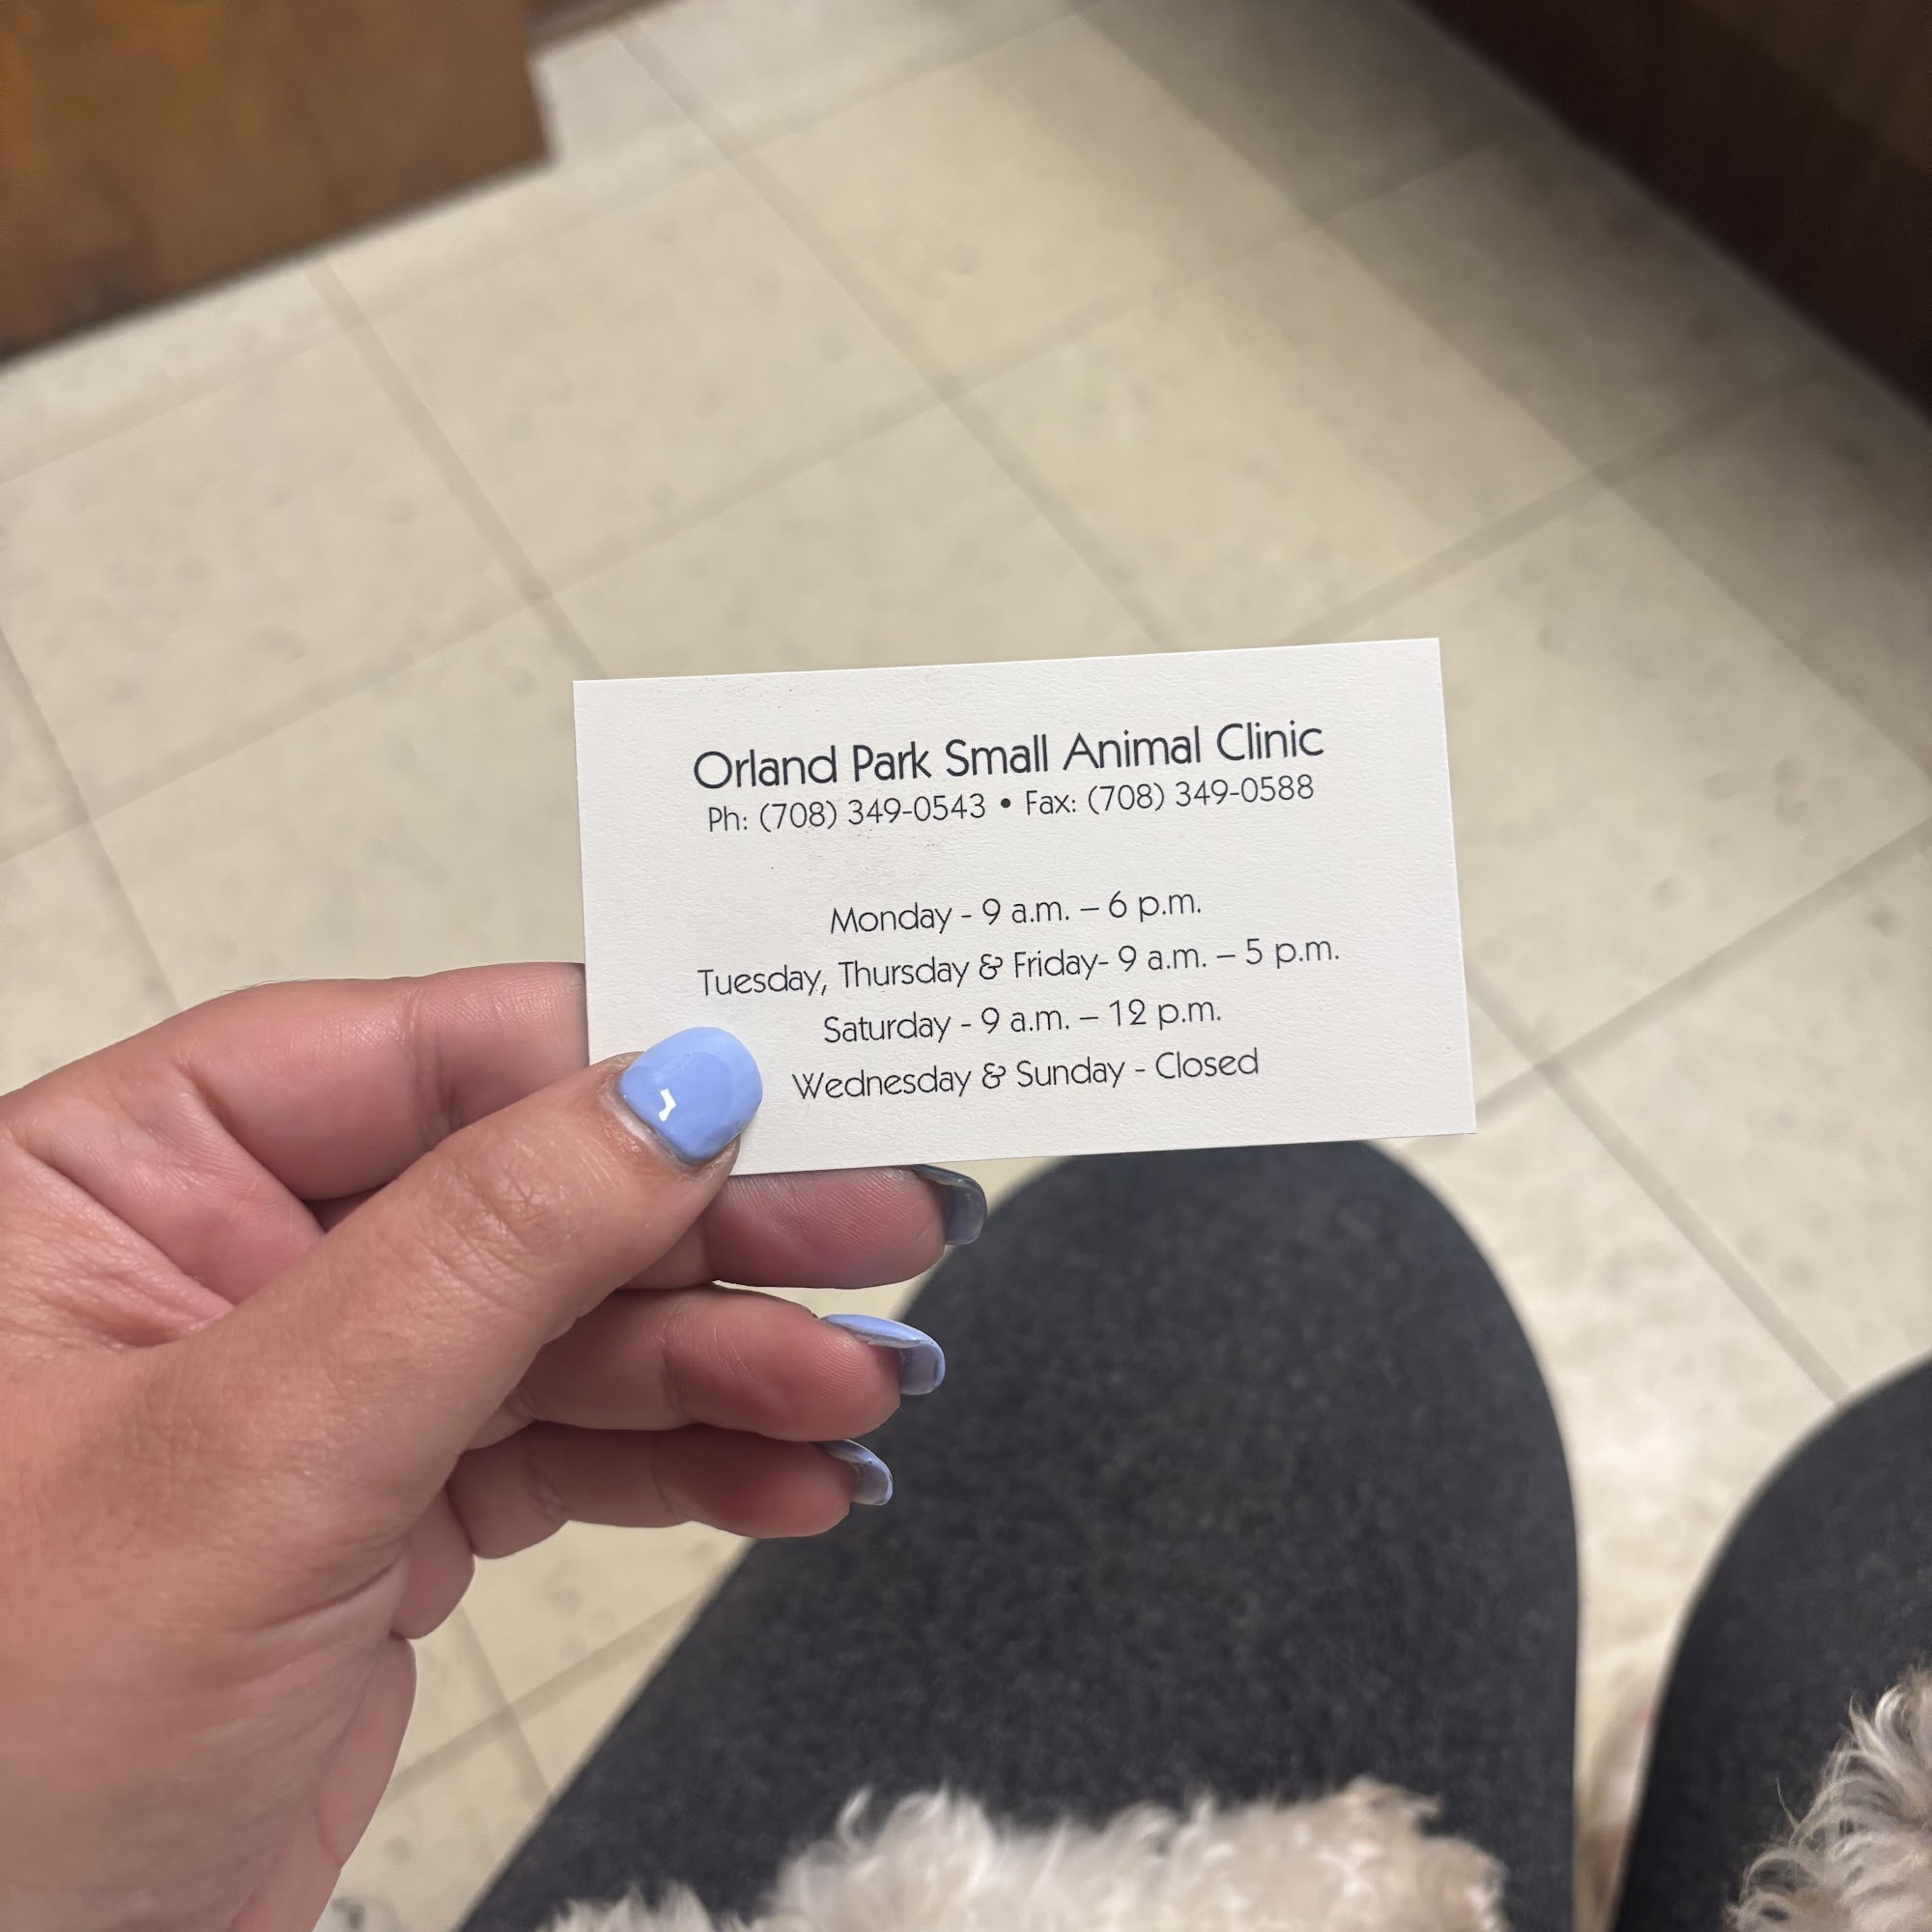 Orland Park Small Animal Clinic
Ph: (708) 349-0543 • Fax: (708) 349-0588
Monday - 9 a.m. – 6 p.m.
Tuesday, Thursday & Friday- 9 a.m. – 5 p.m.
Saturday - 9 a.m. – 12 p.m.
Wednesday & Sunday - Closed